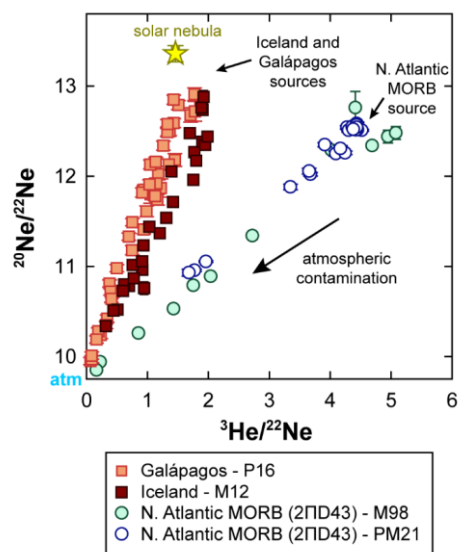 solar nebula
Iceland and
Galápagos
sources
N. Atlantic
MORB
source
13
12
11
10
atm
²⁰Ne/²²Ne
atmospheric
contamination
0 1 2 3 4 5 6
³He/²²Ne
Galápagos - P16
Iceland - M12
N. Atlantic MORB (2ΠD43) - M98
N. Atlantic MORB (2ΠD43) - PM21